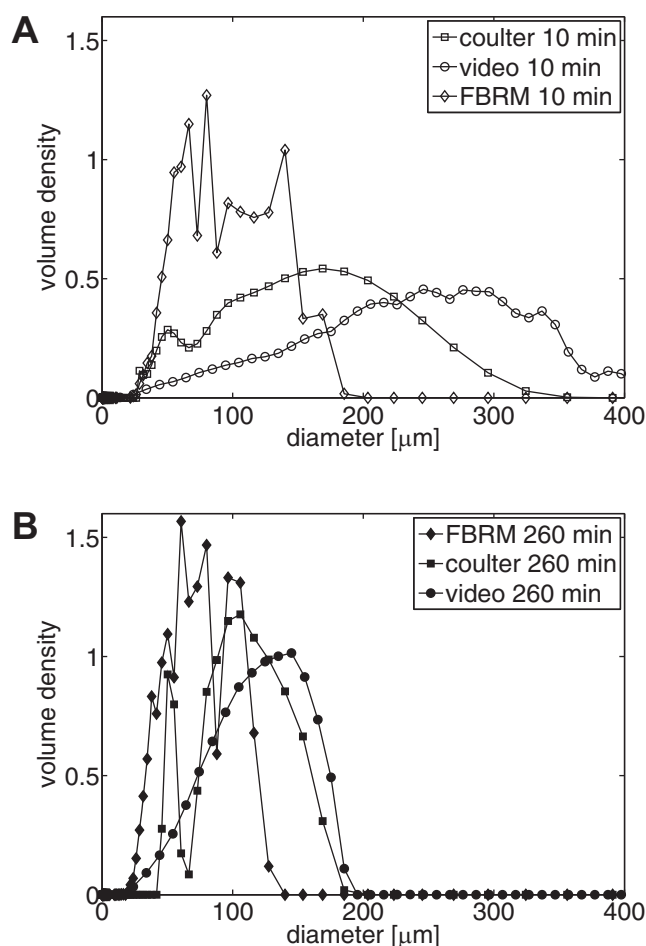 A
1.5
1
0.5
0
volume density
coulter 10 min
video 10 min
FBRM 10 min
0 100 200 300 400
diameter [μm]
B
1.5
1
0.5
0
volume density
FBRM 260 min
coulter 260 min
video 260 min
0 100 200 300 400
diameter [μm]